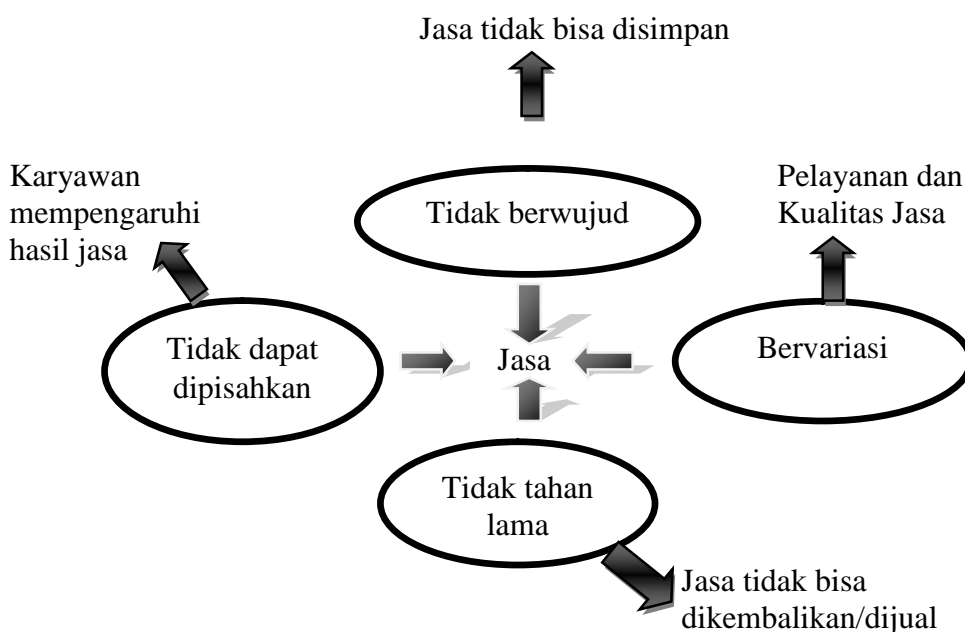 Jasa tidak bisa disimpan
Karyawan
mempengaruhi
hasil jasa
Tidak berwujud
Pelayanan dan
Kualitas Jasa
Tidak dapat
dipisahkan
Jasa
Bervariasi
Tidak tahan
lama
Jasa tidak bisa
dikembalikan/dijual